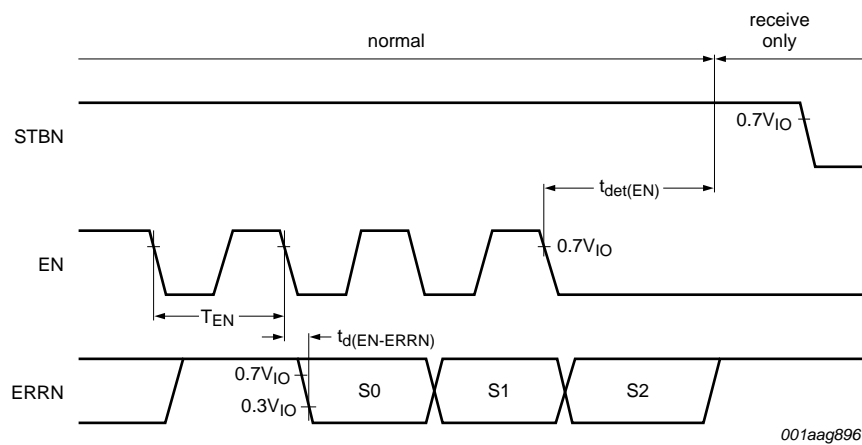 receive
only
normal
STBN
0.7VIO
tdet(EN)
EN
0.7VIO
TEN
td(EN-ERRN)
ERRN
0.7VIO
0.3VIO
S0
S1
S2
001aag896